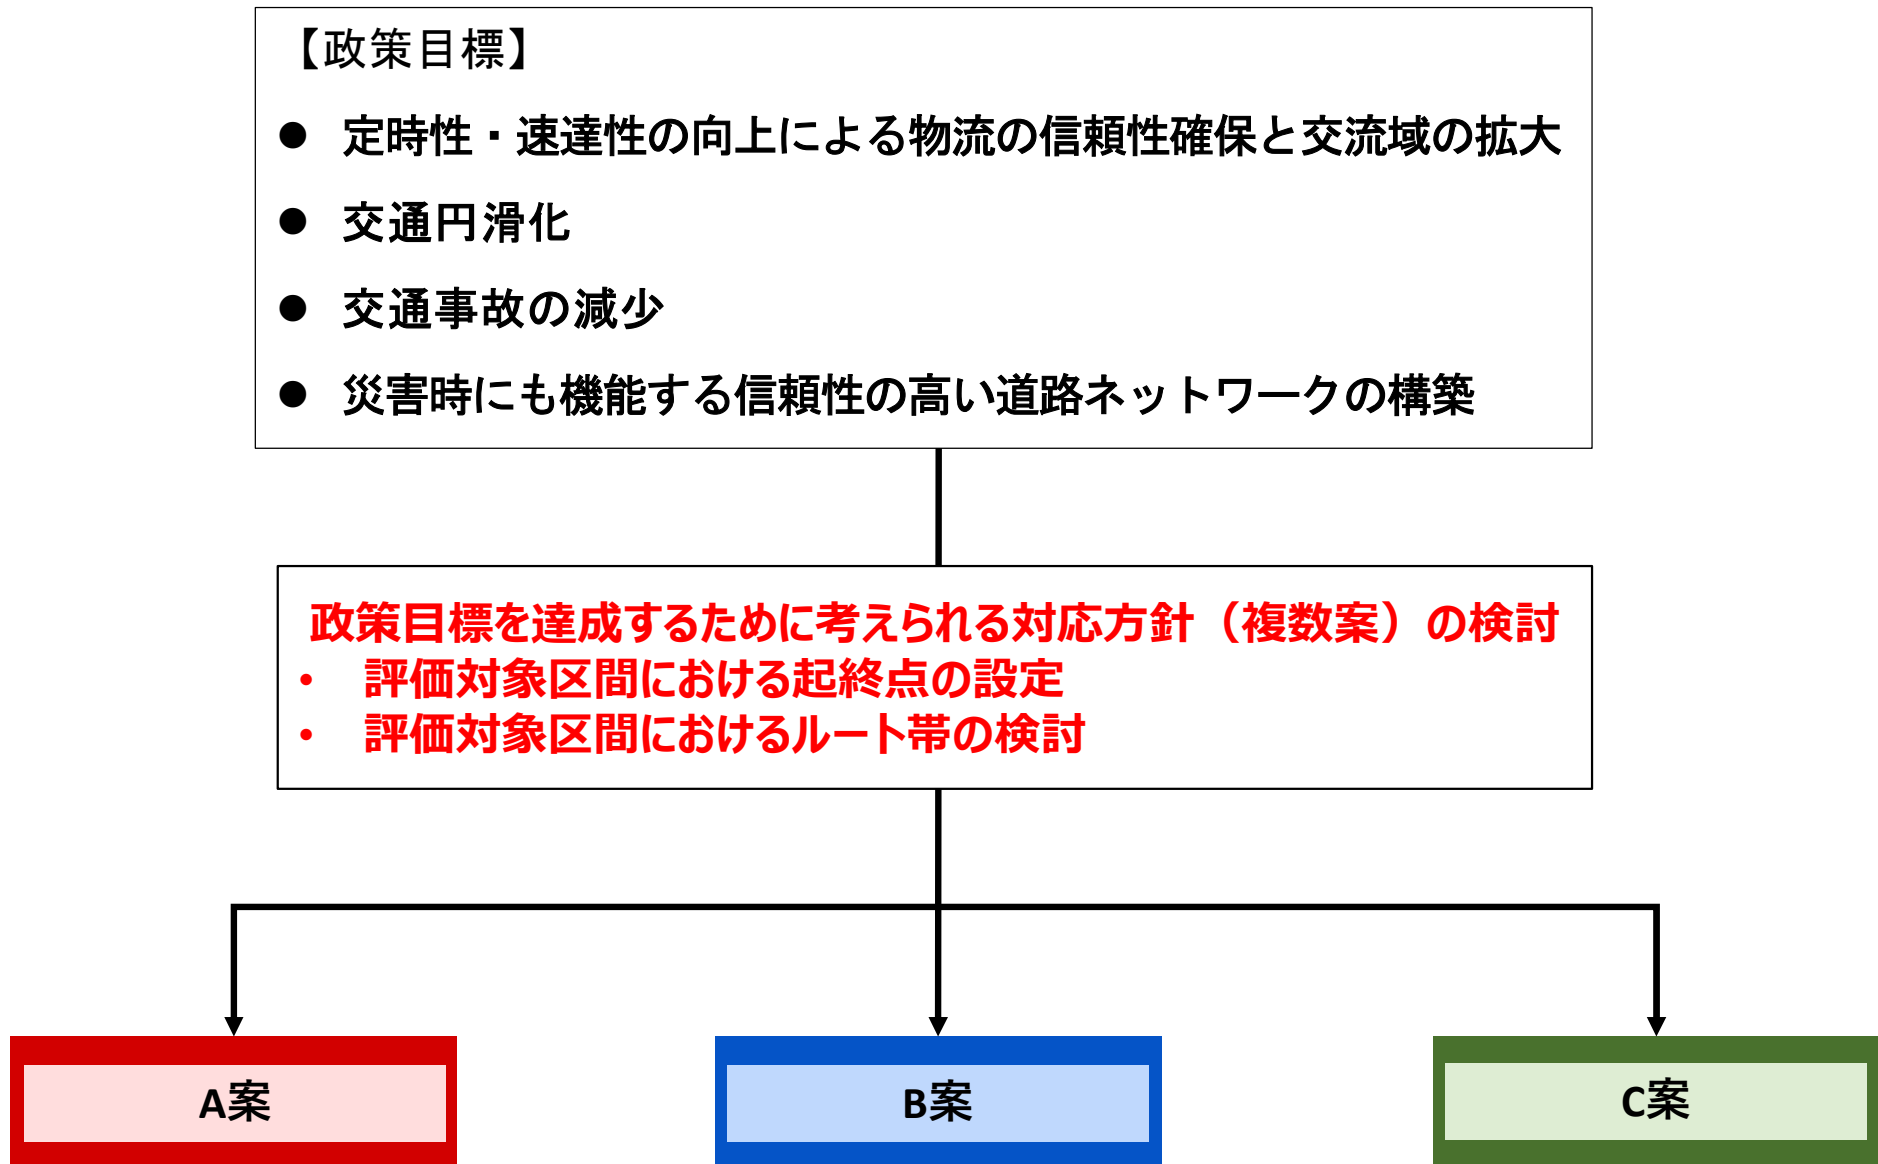 【政策目標】
● 定時性・速達性の向上による物流の信頼性確保と交流域の拡大
● 交通円滑化
● 交通事故の減少
● 災害時にも機能する信頼性の高い道路ネットワークの構築
政策目標を達成するために考えられる対応方針（複数案）の検討
• 評価対象区間における起終点の設定
• 評価対象区間におけるルート帯の検討
A案
B案
C案